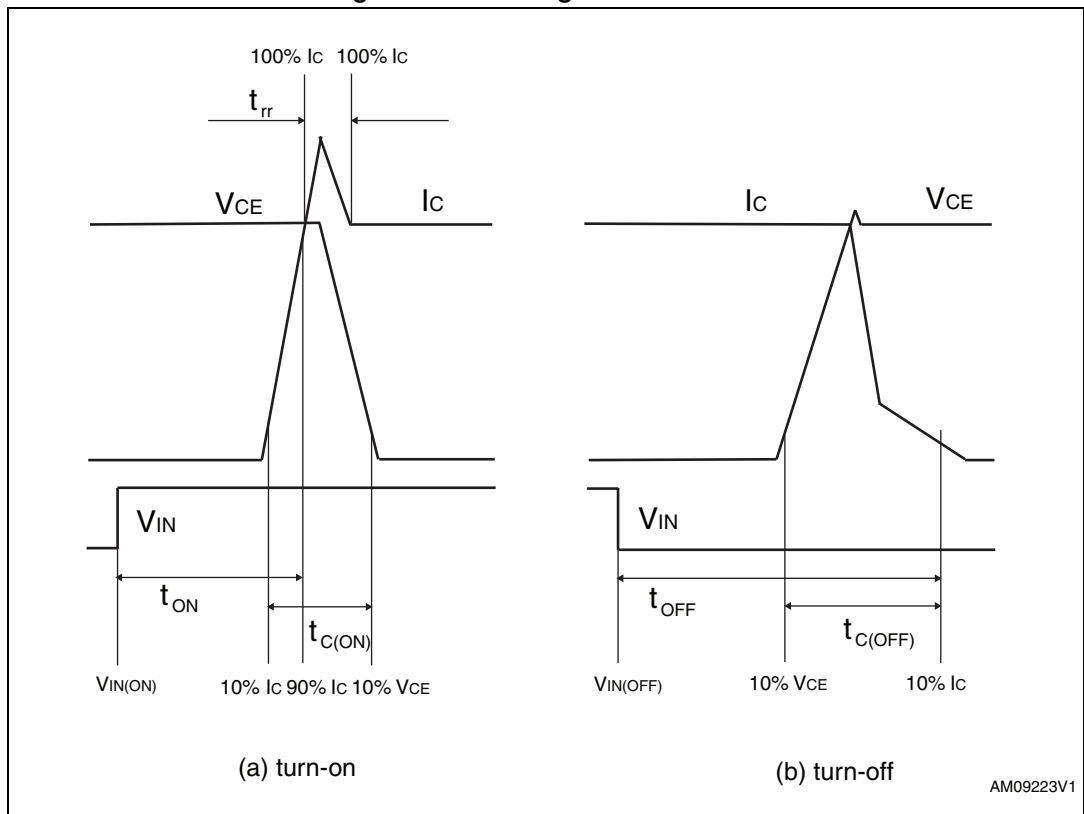 100% IC 100% IC
trr
VCE
IC
VIN
tON
tC(ON)
VIN(ON)
10% IC 90% IC 10% VCE
(a) turn-on
IC
VCE
VIN
tOFF
tC(OFF)
VIN(OFF)
10% VCE
10% IC
(b) turn-off
AM09223V1